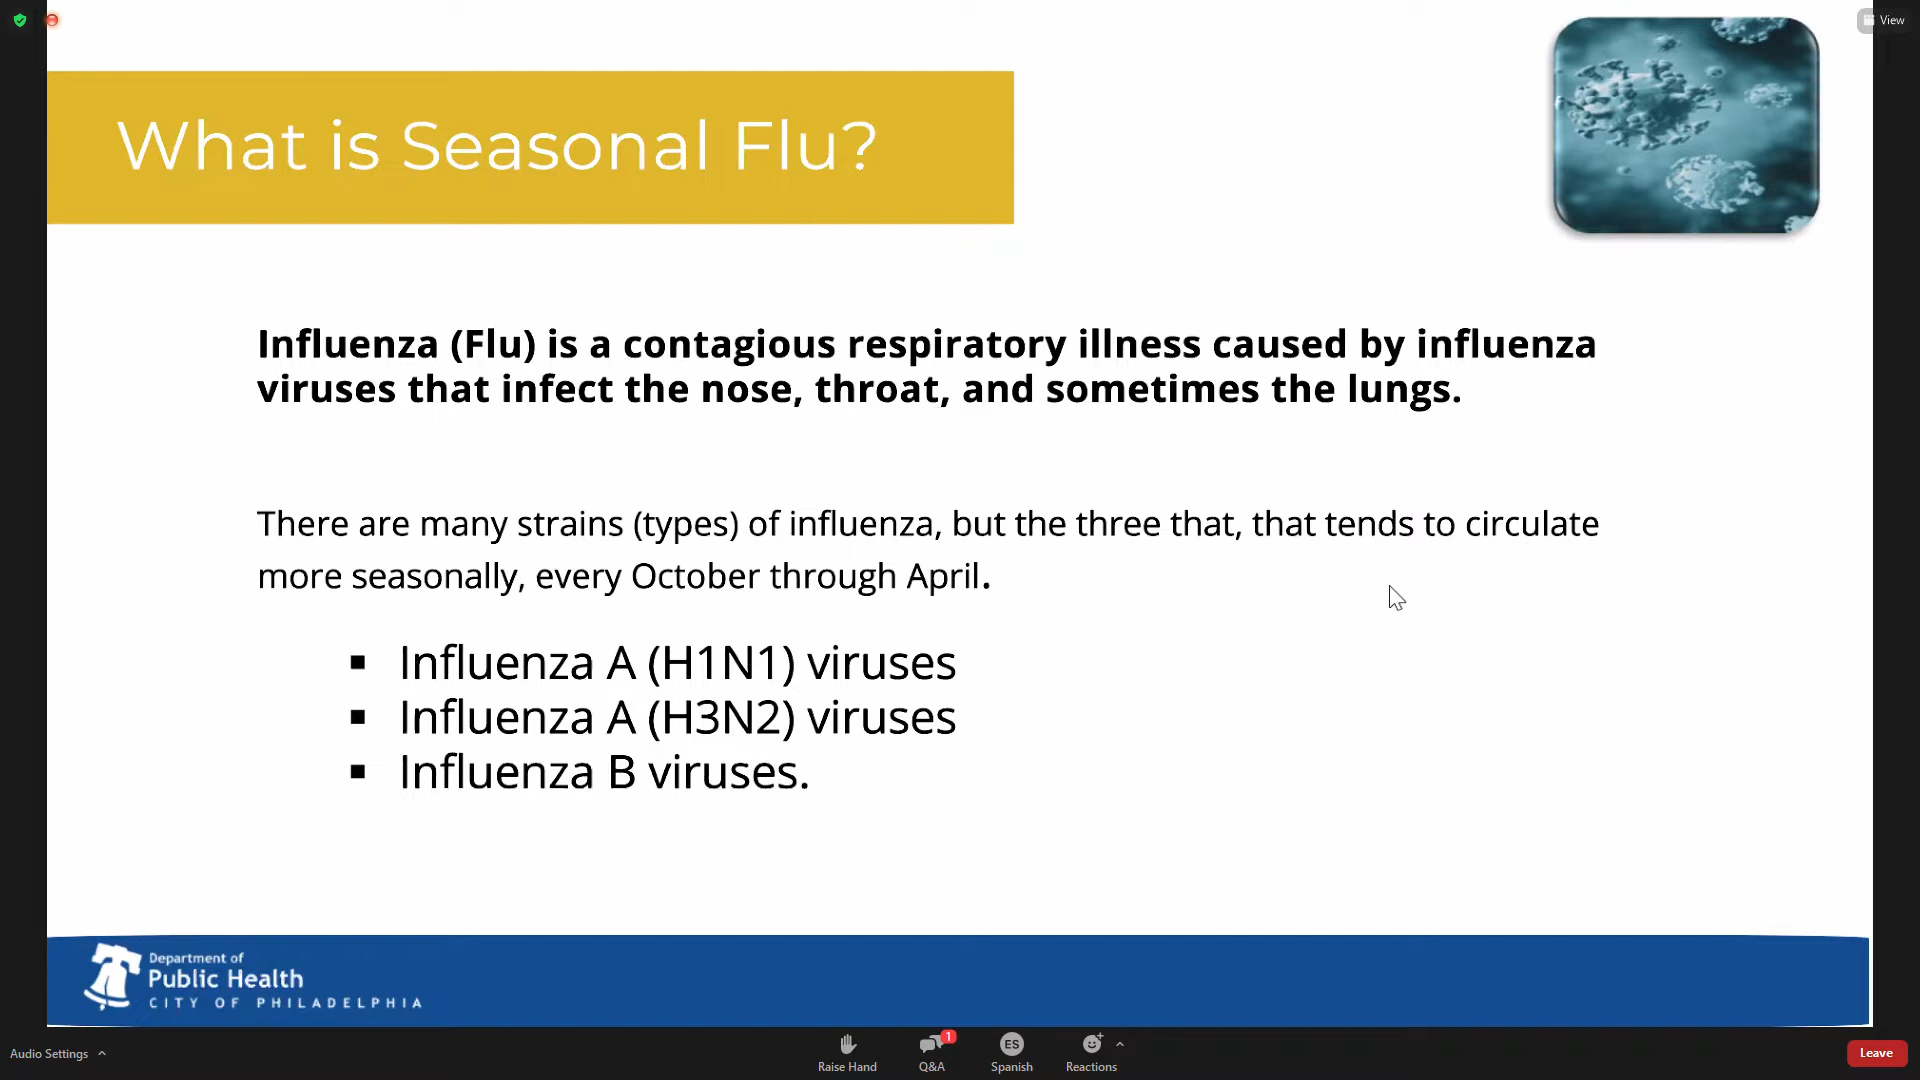 View
What is Seasonal Flu?
Influenza (Flu) is a contagious respiratory illness caused by influenza
viruses that infect the nose, throat, and sometimes the lungs.
There are many strains (types) of influenza, but the three that, that tends to circulate
more seasonally, every October through April.
▪ Influenza A (H1N1) viruses
▪ Influenza A (H3N2) viruses
▪ Influenza B viruses.
Department of
Public Health
CITY OF PHILADELPHIA
Audio Settings
Raise Hand
1
Q&A
ES
Spanish
Reactions
Leave